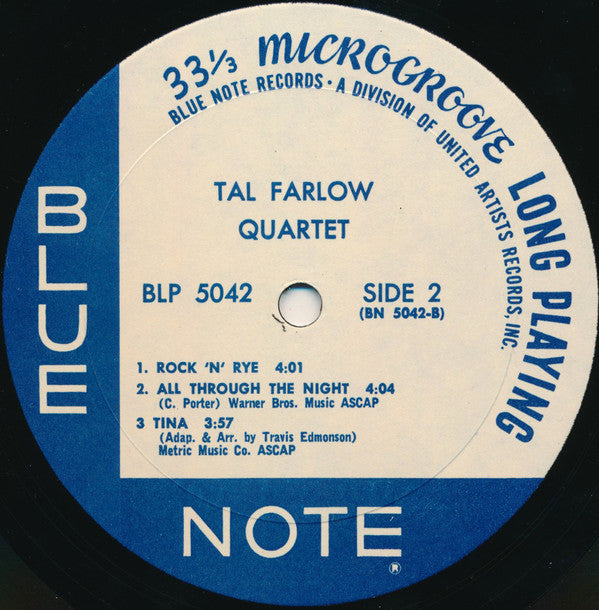 33⅓ MICROGROOVE LONG PLAYING
BLUE NOTE RECORDS · A DIVISION OF UNITED ARTISTS RECORDS, INC.
TAL FARLOW
QUARTET
BLP 5042
SIDE 2
(BN 5042-B)
1. ROCK 'N' RYE 4:01
2. ALL THROUGH THE NIGHT 4:04
(C. Porter) Warner Bros. Music ASCAP
3 TINA 3:57
(Adap. & Arr. by Travis Edmonson)
Metric Music Co. ASCAP
BLUE
NOTE
®